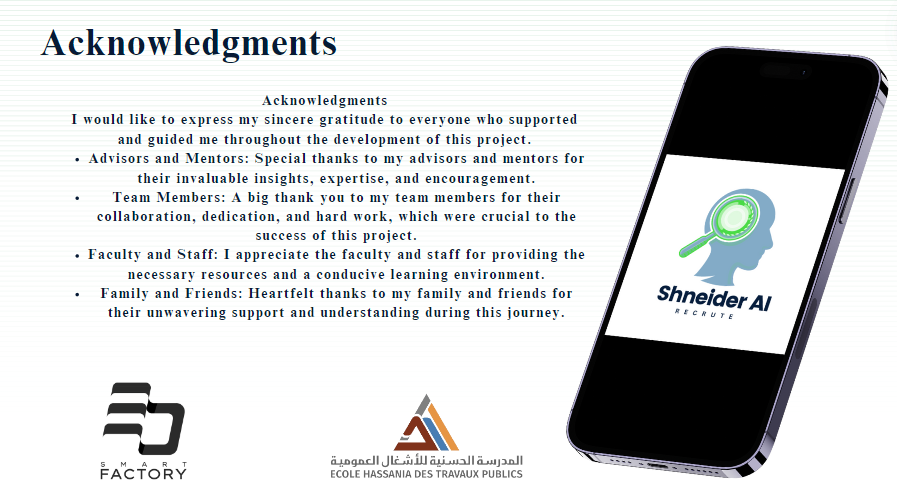 Acknowledgments
Acknowledgments
I would like to express my sincere gratitude to everyone who supported
and guided me throughout the development of this project.
• Advisors and Mentors: Special thanks to my advisors and mentors for
their invaluable insights, expertise, and encouragement.
• Team Members: A big thank you to my team members for their
collaboration, dedication, and hard work, which were crucial to the
success of this project.
• Faculty and Staff: I appreciate the faculty and staff for providing the
necessary resources and a conducive learning environment.
• Family and Friends: Heartfelt thanks to my family and friends for
their unwavering support and understanding during this journey.
Shneider AI
RECRUTE
SMART
FACTORY
المدرسة الحسنية للأشغال العمومية
ECOLE HASSANIA DES TRAVAUX PUBLICS